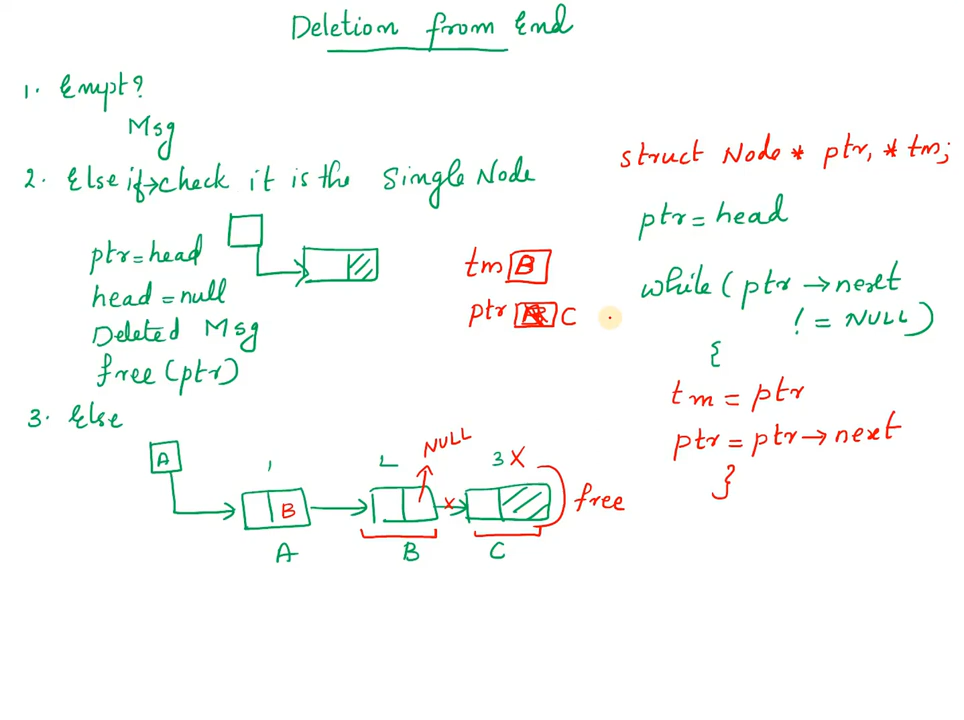 Deletion from End
1. Empt?
Msg
2. Else if→check it is the Single Node
ptr = head
head = null
Deleted Msg
free (ptr)
tm B
ptr C
struct Node * ptr, * tm;
ptr = head
while ( ptr → next
! = NULL )
{
tm = ptr
ptr = ptr → next
}
3. Else
NULL
A
1
2
3 X
B
X
free
A
B
C